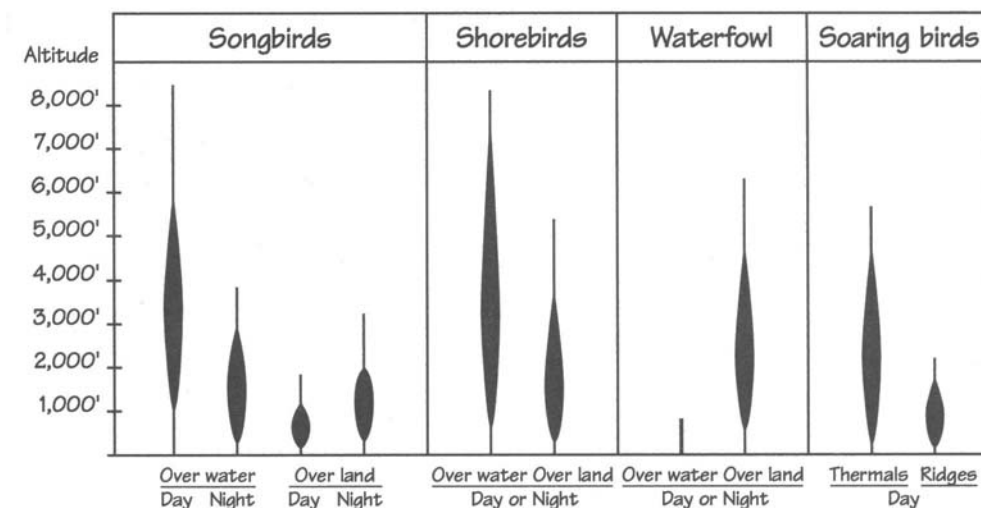 Songbirds Shorebirds Waterfowl Soaring birds
Altitude
8,000'
7,000'
6,000'
5,000'
4,000'
3,000'
2,000'
1,000'
Over water Over land Over water Over land Over water Over land Thermals Ridges
Day Night Day Night Day or Night Day or Night Day